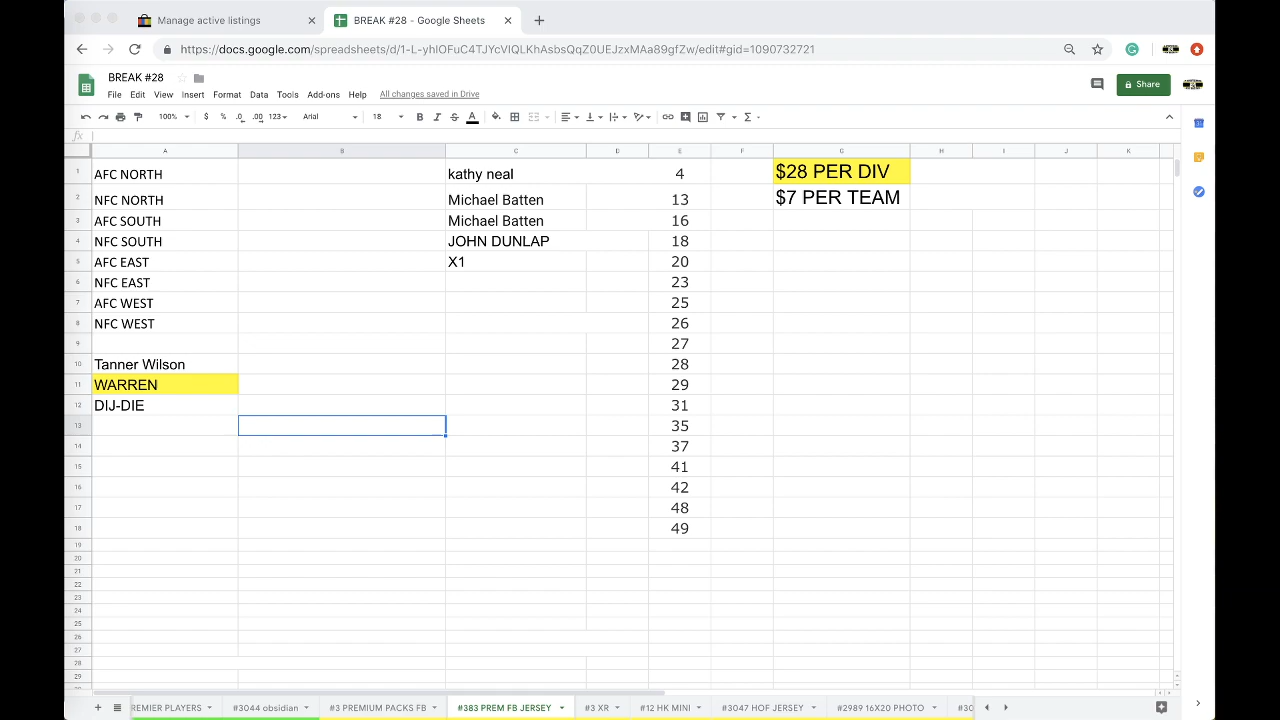 Manage active listings
BREAK #28 - Google Sheets
https://docs.google.com/spreadsheets/d/1-L-yhIOFuC4TJYcVIQLKhAsbsQqZ0UEJzxMAa89gfZw/edit#gid=1090732721
BREAK #28
File Edit View Insert Format Data Tools Add-ons Help All changes saved in Drive
Share
100% $ % .0 .00 123 Arial 18 B I S A
fx
A B C D E F G H I J K
1 AFC NORTH kathy neal 4 $28 PER DIV
2 NFC NORTH Michael Batten 13 $7 PER TEAM
3 AFC SOUTH Michael Batten 16
4 NFC SOUTH JOHN DUNLAP 18
5 AFC EAST X1 20
6 NFC EAST 23
7 AFC WEST 25
8 NFC WEST 26
9 27
10 Tanner Wilson 28
11 WARREN 29
12 DIJ-DIE 31
13 35
14 37
15 41
16 42
17 48
18 49
19
20
21
22
23
24
25
26
27
28
29
REMIER PLAYERS #3044 obsidian #3 PREMIUM PACKS FB #383 PREM FB JERSEY #3 XR #12 HK MINI #3047 HOF JERSEY #2989 16X20 PHOTO #30